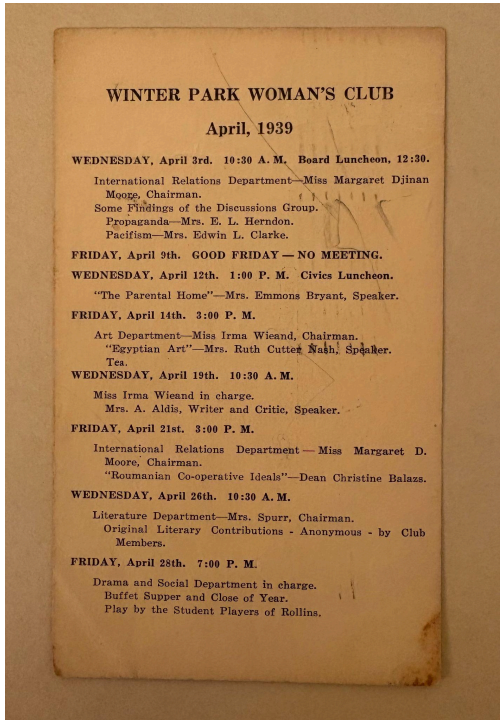 WINTER PARK WOMAN'S CLUB
April, 1939
WEDNESDAY, April 3rd. 10:30 A. M. Board Luncheon, 12:30.
International Relations Department—Miss Margaret Djinan
Moore, Chairman.
Some Findings of the Discussions Group.
Propaganda—Mrs. E. L. Herndon.
Pacifism—Mrs. Edwin L. Clarke.
FRIDAY, April 9th. GOOD FRIDAY — NO MEETING.
WEDNESDAY, April 12th. 1:00 P. M. Civics Luncheon.
"The Parental Home"—Mrs. Emmons Bryant, Speaker.
FRIDAY, April 14th. 3:00 P. M.
Art Department—Miss Irma Wieand, Chairman.
"Egyptian Art"—Mrs. Ruth Cutter Nash, Speaker.
Tea.
WEDNESDAY, April 19th. 10:30 A. M.
Miss Irma Wieand in charge.
Mrs. A. Aldis, Writer and Critic, Speaker.
FRIDAY, April 21st. 3:00 P. M.
International Relations Department — Miss Margaret D.
Moore, Chairman.
"Roumanian Co-operative Ideals"—Dean Christine Balazs.
WEDNESDAY, April 26th. 10:30 A. M.
Literature Department—Mrs. Spurr, Chairman.
Original Literary Contributions - Anonymous - by Club
Members.
FRIDAY, April 28th. 7:00 P. M.
Drama and Social Department in charge.
Buffet Supper and Close of Year.
Play by the Student Players of Rollins.